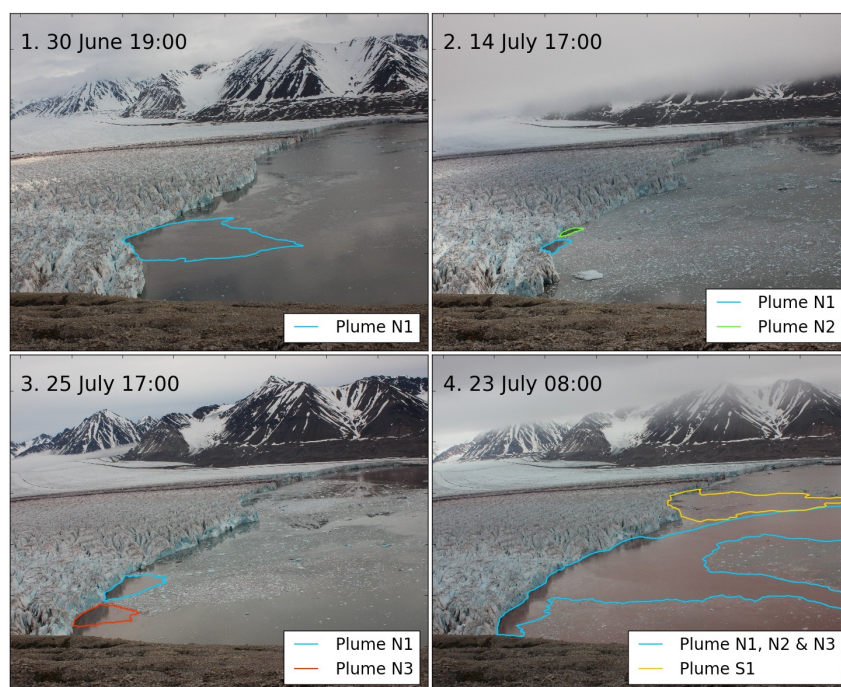 1. 30 June 19:00
Plume N1
2. 14 July 17:00
Plume N1
Plume N2
3. 25 July 17:00
Plume N1
Plume N3
4. 23 July 08:00
Plume N1, N2 & N3
Plume S1